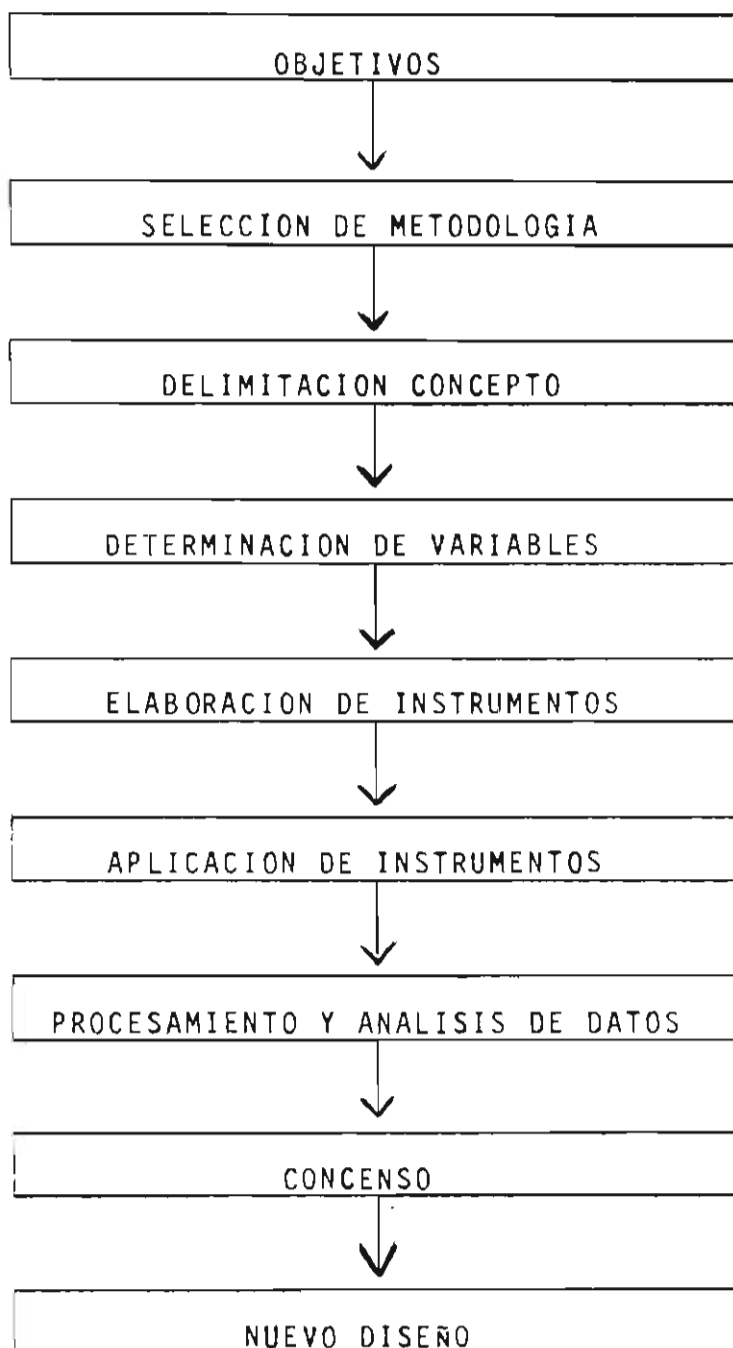 OBJETIVOS
SELECCION DE METODOLOGIA
DELIMITACION CONCEPTO
DETERMINACION DE VARIABLES
ELABORACION DE INSTRUMENTOS
APLICACION DE INSTRUMENTOS
PROCESAMIENTO Y ANALISIS DE DATOS
CONCENSO
NUEVO DISEÑO